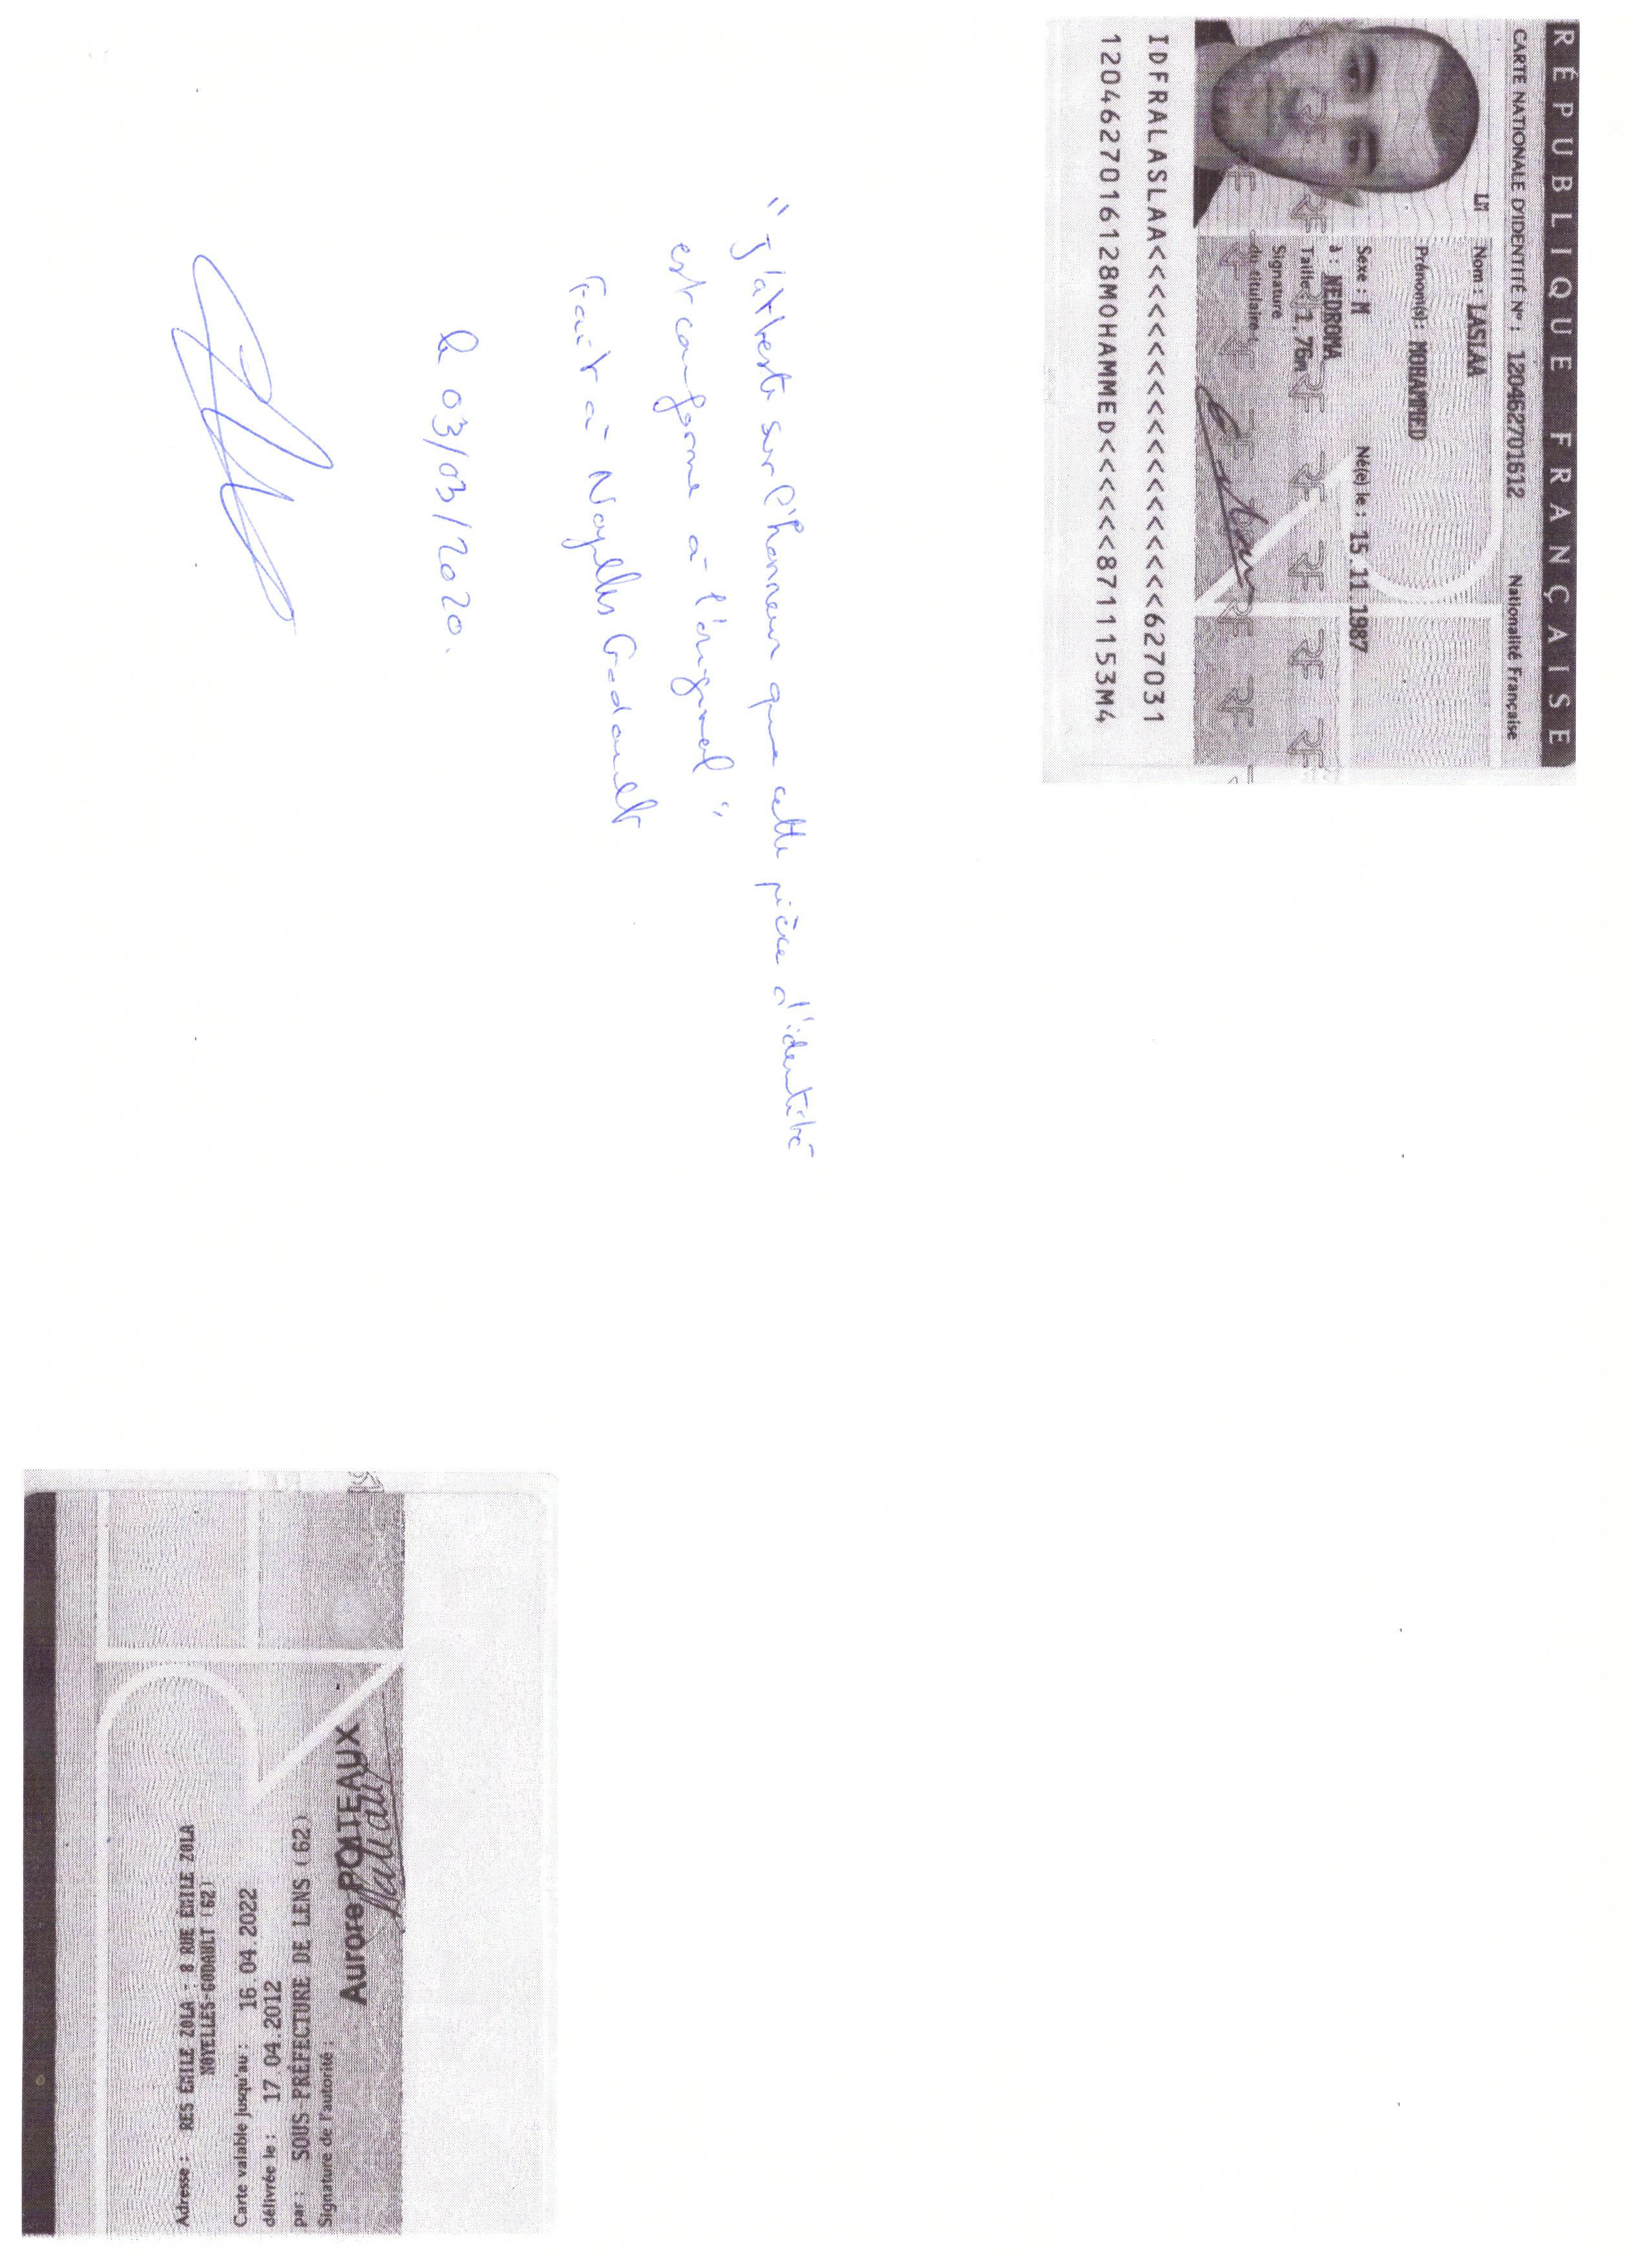 RÉPUBLIQUE FRANÇAISE
CARTE NATIONALE D'IDENTITÉ N° : 120462701612 Nationalité Française
LM
Nom : LASLAA
Prénom(s) : MOHAMMED
Sexe : M Né(e) le : 15.11.1987
à : NEDROMA
Taille : 1,76m
Signature
du titulaire :
IDFRALASLAA<<<<<<<<<<<<<<<<<<<627031
1204627016128MOHAMMED<<<<<<8711153M4
"J'atteste sur l'honneur que cette pièce d'identité
est conforme à l'original"
Fait à Noyelles Godault
le 03/03/2020.
Adresse : RES ÉMILE ZOLA - 8 RUE EMILE ZOLA
NOYELLES-GODAULT (62)
Carte valable jusqu'au : 16.04.2022
délivrée le : 17.04.2012
par : SOUS-PRÉFECTURE DE LENS (62)
Signature de l'autorité :
Aurore